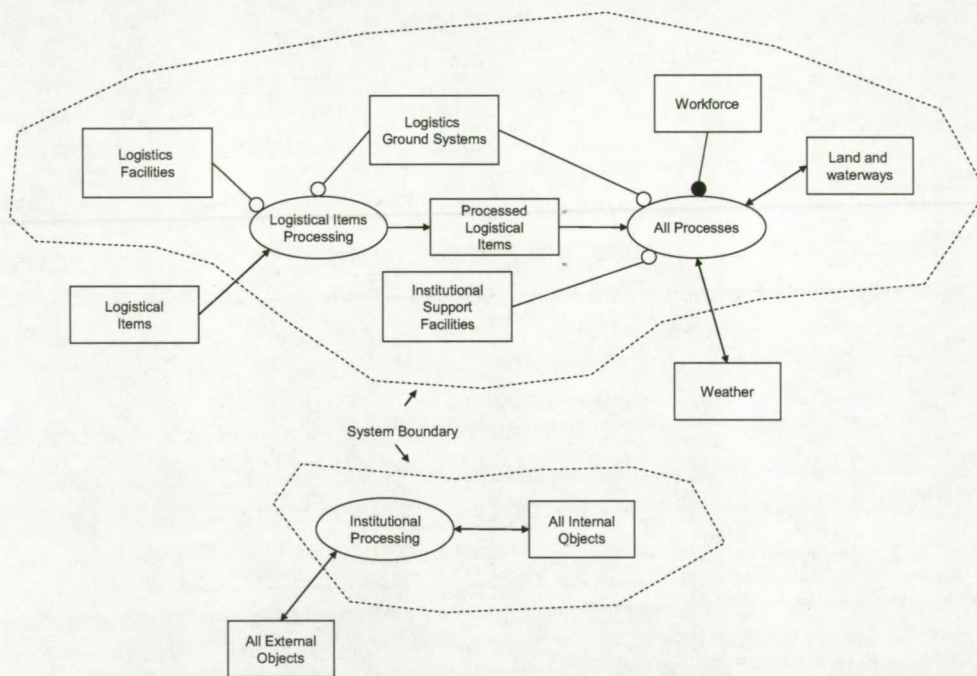 Workforce
Logistics
Ground Systems
Logistics
Facilities
Land and
waterways
Logistical Items
Processing
Processed
Logistical
Items
All Processes
Institutional
Support
Facilities
Logistical
Items
Weather
System Boundary
Institutional
Processing
All Internal
Objects
All External
Objects